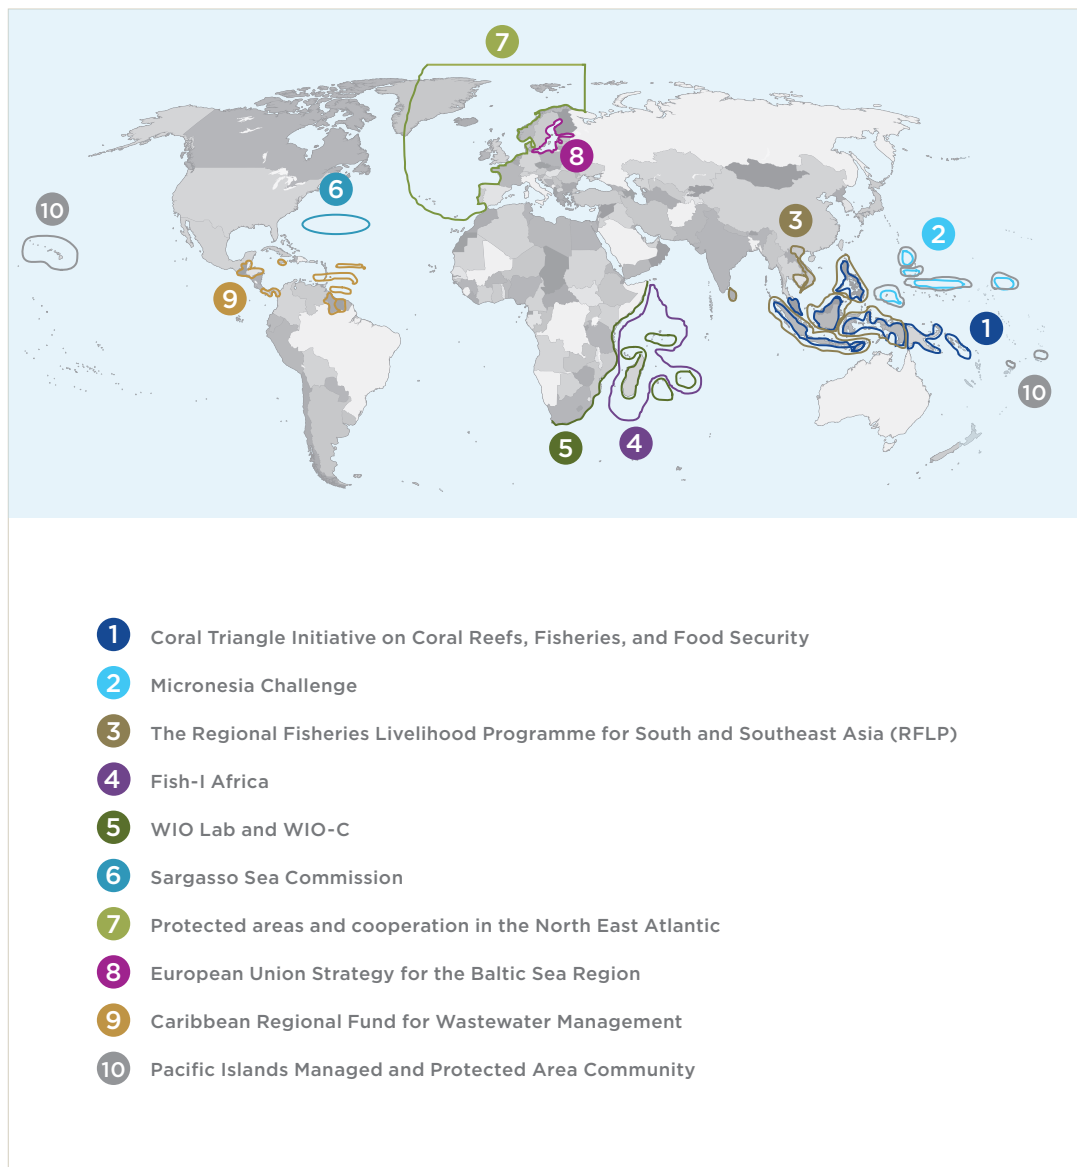 7
8
6
10
3
2
9
1
10
5
4
1 Coral Triangle Initiative on Coral Reefs, Fisheries, and Food Security
2 Micronesia Challenge
3 The Regional Fisheries Livelihood Programme for South and Southeast Asia (RFLP)
4 Fish-I Africa
5 WIO Lab and WIO-C
6 Sargasso Sea Commission
7 Protected areas and cooperation in the North East Atlantic
8 European Union Strategy for the Baltic Sea Region
9 Caribbean Regional Fund for Wastewater Management
10 Pacific Islands Managed and Protected Area Community